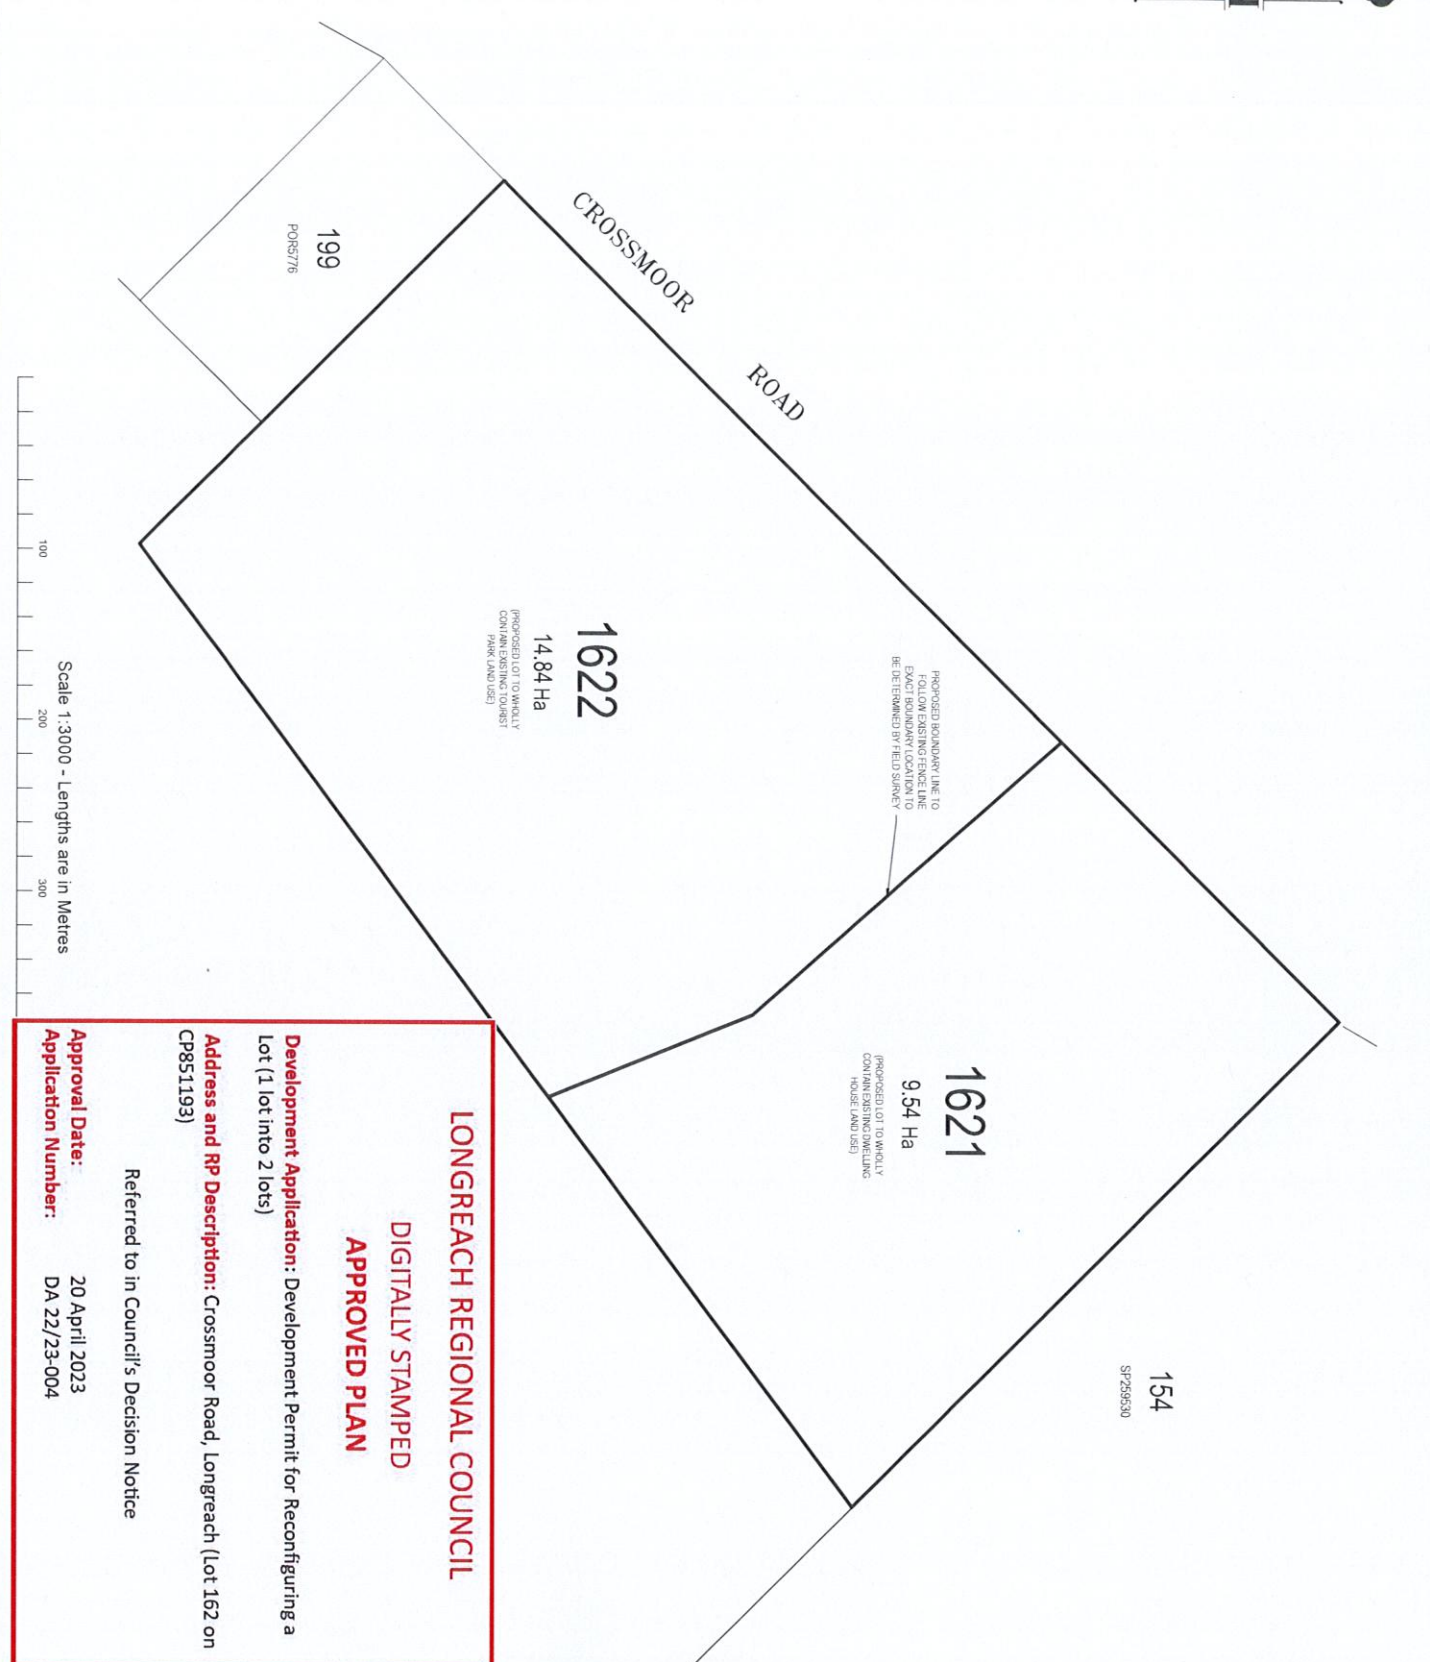 CROSSMOOR ROAD
199
POR5776
1622
14.84 Ha
(PROPOSED LOT TO WHOLLY
CONTAIN EXISTING TOURIST
PARK LAND USE)
PROPOSED BOUNDARY LINE TO
FOLLOW EXISTING FENCE LINE
EXACT BOUNDARY LOCATION TO
BE DETERMINED BY FIELD SURVEY
1621
9.54 Ha
(PROPOSED LOT TO WHOLLY
CONTAIN EXISTING DWELLING
HOUSE LAND USE)
154
SP259530
100 200 300
Scale 1:3000 - Lengths are in Metres
LONGREACH REGIONAL COUNCIL
DIGITALLY STAMPED
APPROVED PLAN
Development Application: Development Permit for Reconfiguring a
Lot (1 lot into 2 lots)
Address and RP Description: Crossmoor Road, Longreach (Lot 162 on
CP851193)
Referred to in Council's Decision Notice
Approval Date: 20 April 2023
Application Number: DA 22/23-004